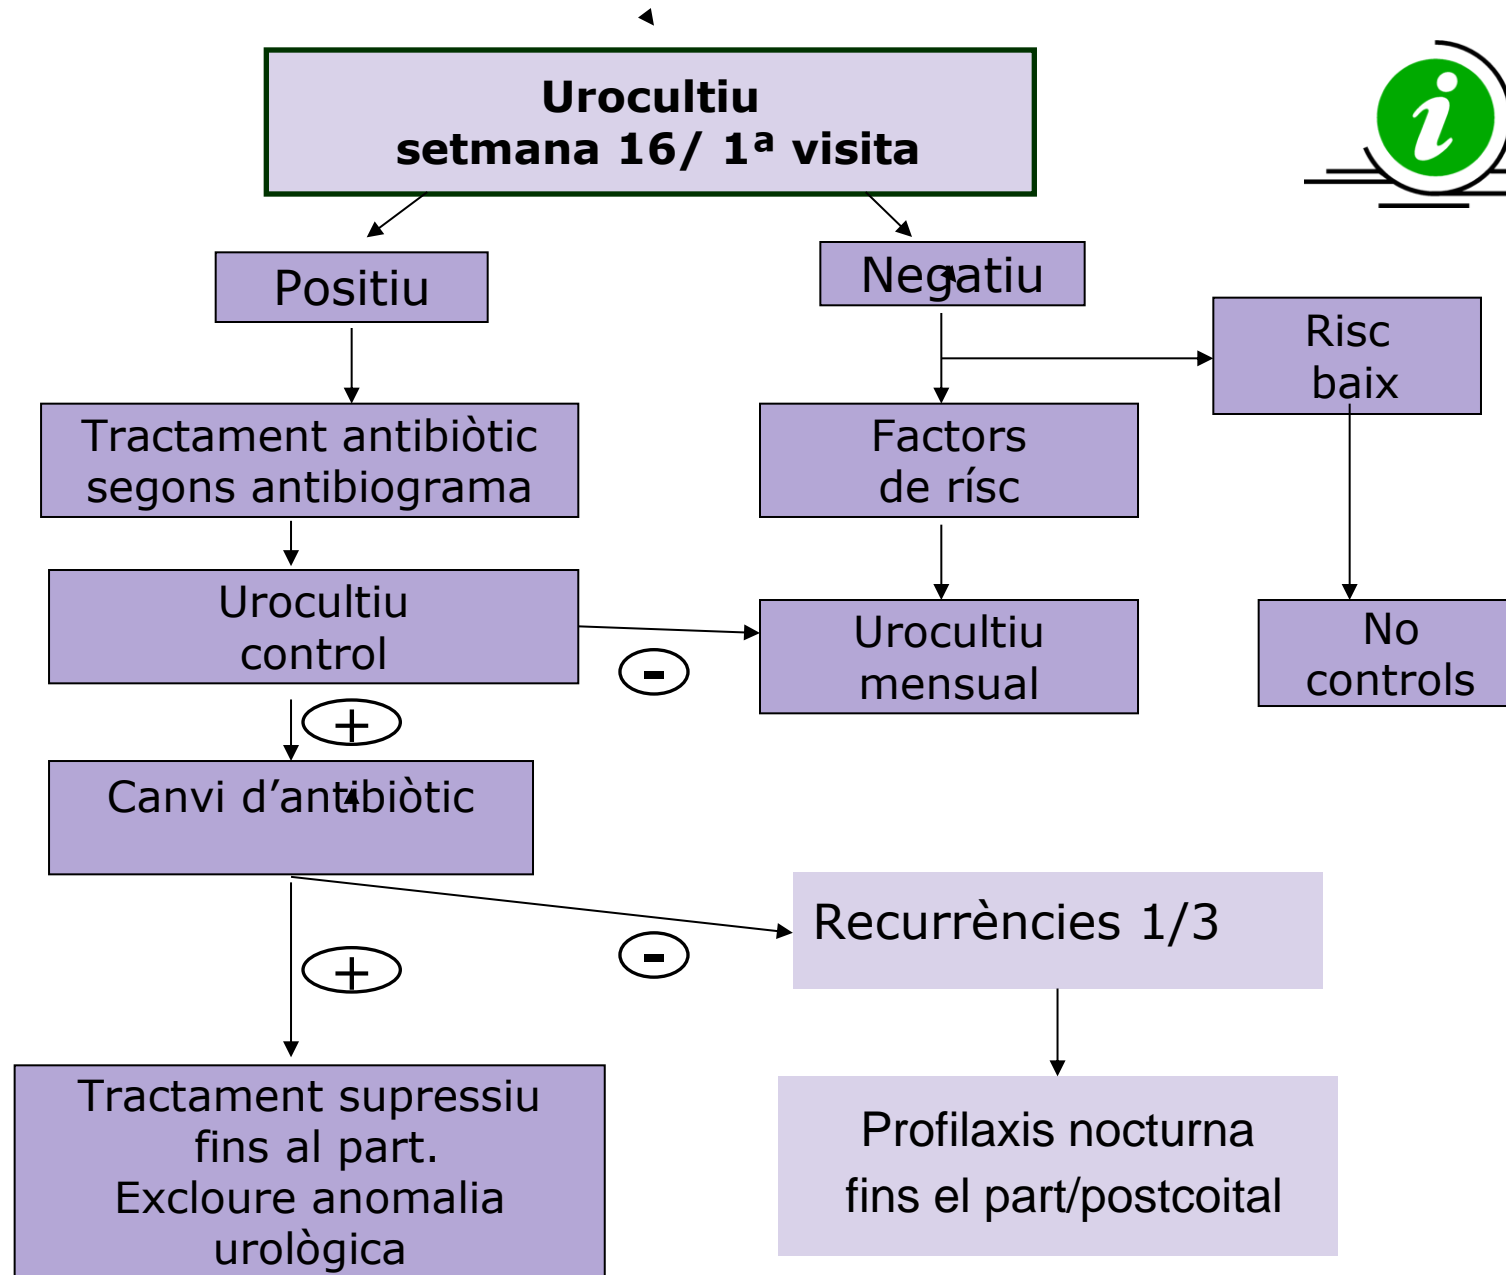 Urocultiu
setmana 16/ 1ª visita
i
Positiu
Negatiu
Risc
baix
Tractament antibiòtic
segons antibiograma
Factors
de rísc
Urocultiu
control
-
Urocultiu
mensual
No
controls
+
Canvi d’antibiòtic
Recurrències 1/3
+
-
Tractament supressiu
fins al part.
Excloure anomalia
urològica
Profilaxis nocturna
fins el part/postcoital